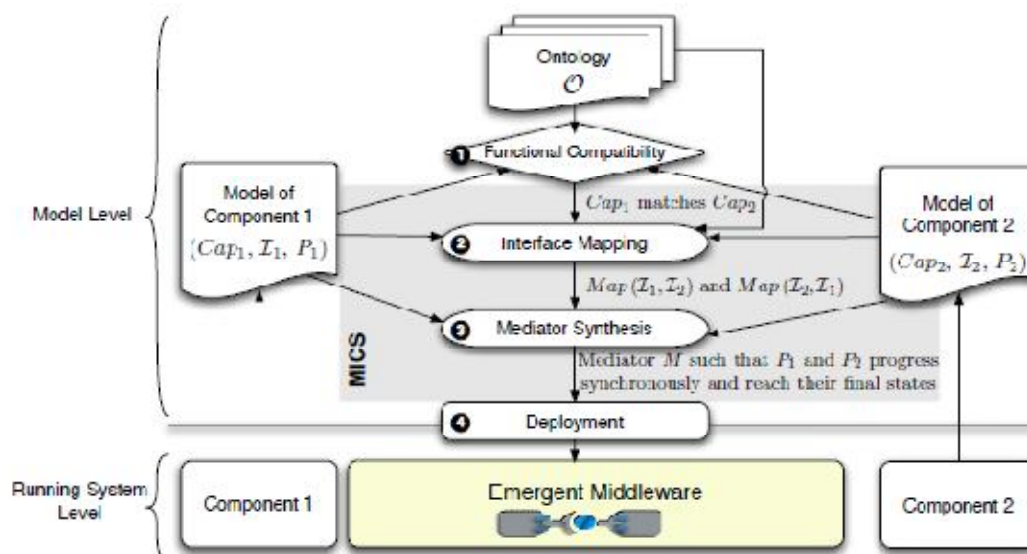 Ontology
𝒪
❶ Functional Compatibility
Model of
Component 1
(Cap₁, ℐ₁, P₁)
Model Level
Cap₁ matches Cap₂
Model of
Component 2
(Cap₂, ℐ₂, P₂)
❷ Interface Mapping
Map (ℐ₁, ℐ₂) and Map (ℐ₂,ℐ₁)
❸ Mediator Synthesis
MICS
Mediator M such that P₁ and P₂ progress
synchronously and reach their final states
❹ Deployment
Running System
Level
Component 1
Emergent Middleware
Component 2